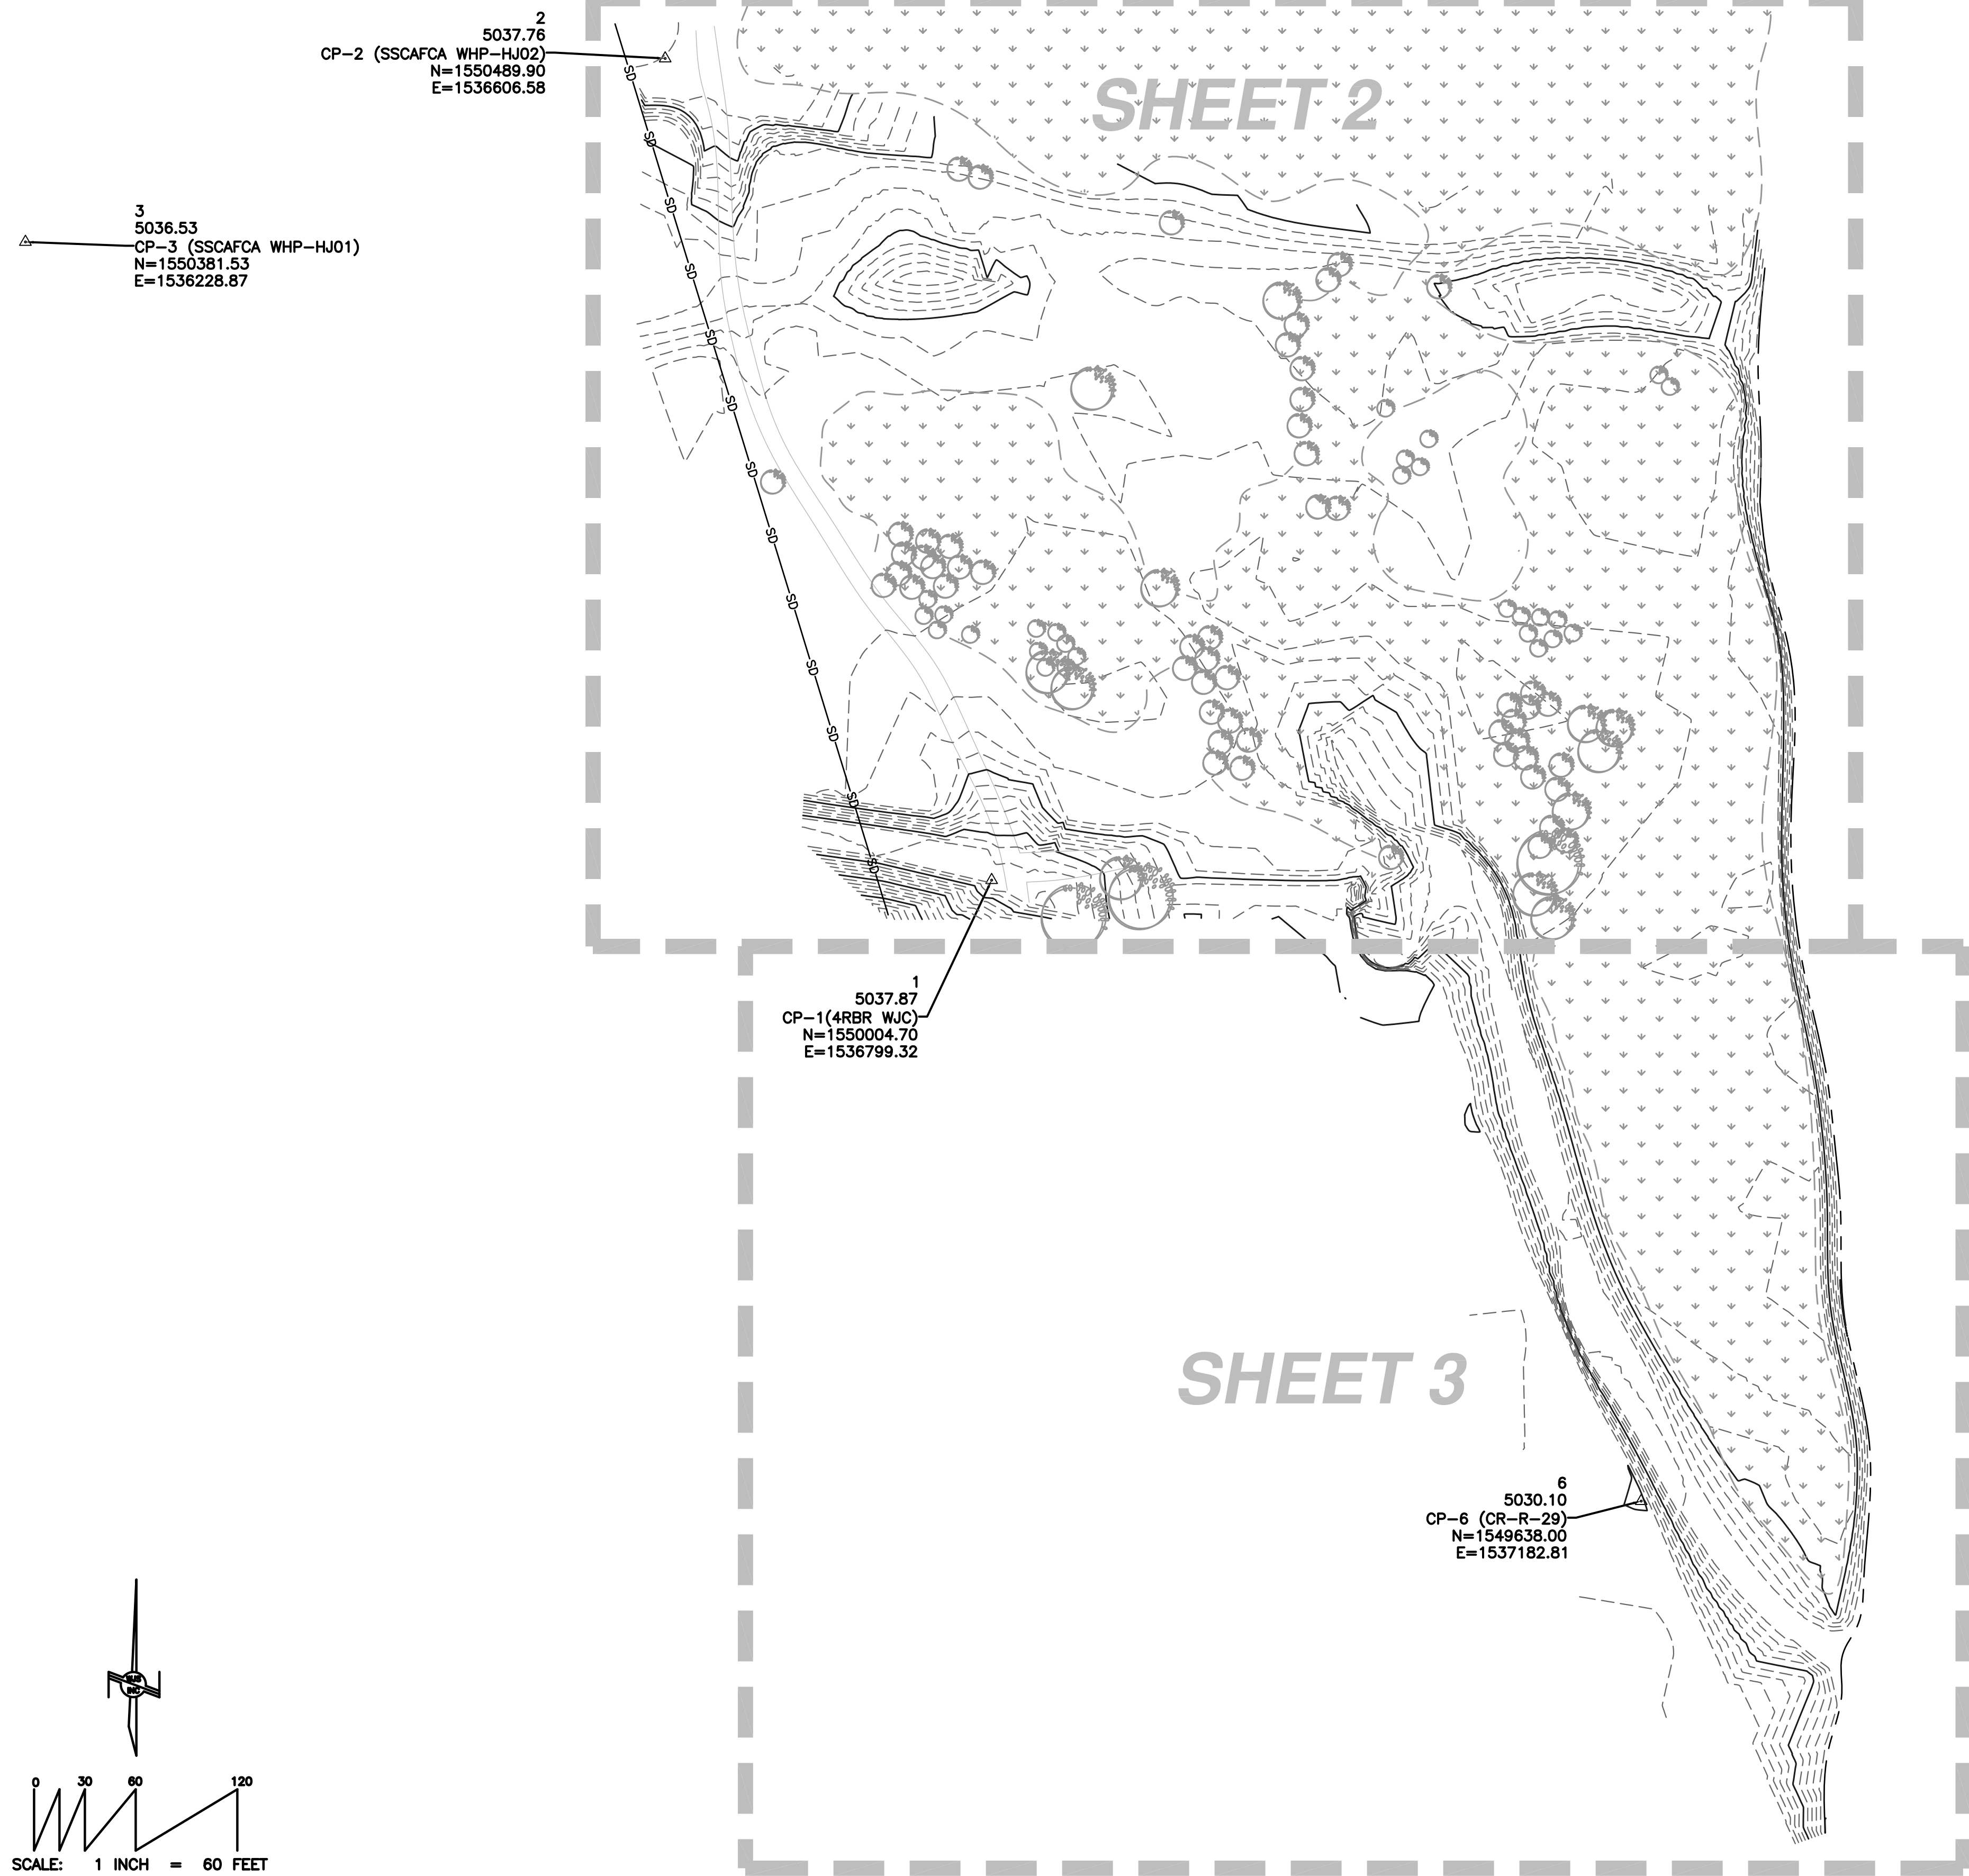 2
5037.76
CP-2 (SSCAFCA WHP-HJ02)
N=1550489.90
E=1536606.58
SHEET 2
3
5036.53
CP-3 (SSCAFCA WHP-HJ01)
N=1550381.53
E=1536228.87
SD
SD
SD
SD
SD
SD
SD
SD
SD
SD
SD
SD
SD
1
5037.87
CP-1(4RBR WJC)
N=1550004.70
E=1536799.32
SHEET 3
6
5030.10
CP-6 (CR-R-29)
N=1549638.00
E=1537182.81
INC
0 30 60 120
SCALE: 1 INCH = 60 FEET